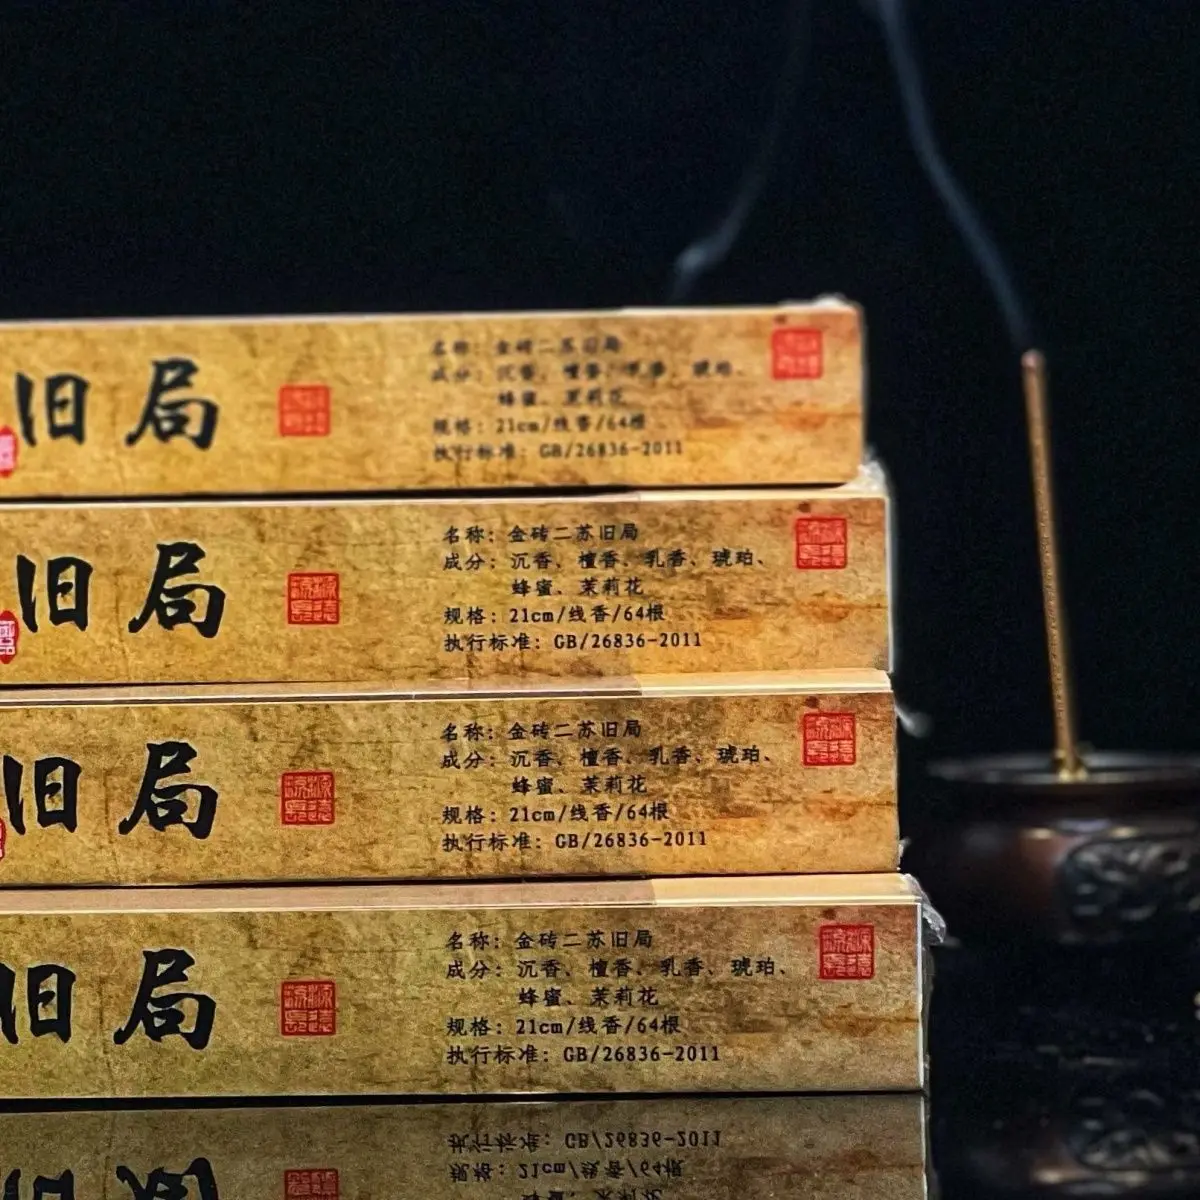 旧局
名称：金砖二苏旧局
成分：沉香、檀香、乳香、琥珀、
蜂蜜、茉莉花
规格：21cm/线香/64根
执行标准：GB/26836-2011
旧局
名称：金砖二苏旧局
成分：沉香、檀香、乳香、琥珀、
蜂蜜、茉莉花
规格：21cm/线香/64根
执行标准：GB/26836-2011
旧局
名称：金砖二苏旧局
成分：沉香、檀香、乳香、琥珀、
蜂蜜、茉莉花
规格：21cm/线香/64根
执行标准：GB/26836-2011
旧局
名称：金砖二苏旧局
成分：沉香、檀香、乳香、琥珀、
蜂蜜、茉莉花
规格：21cm/线香/64根
执行标准：GB/26836-2011